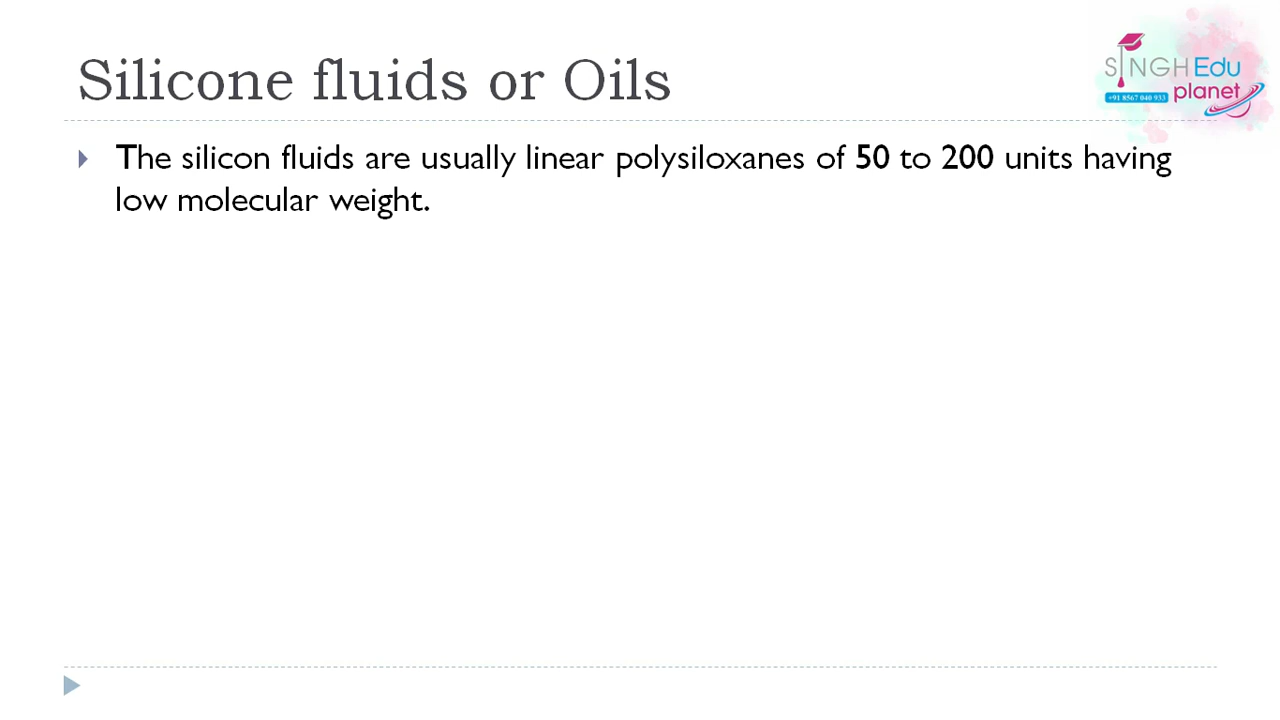 Silicone fluids or Oils
SINGH Edu
planet
+91 8567 040 933
The silicon fluids are usually linear polysiloxanes of 50 to 200 units having
low molecular weight.